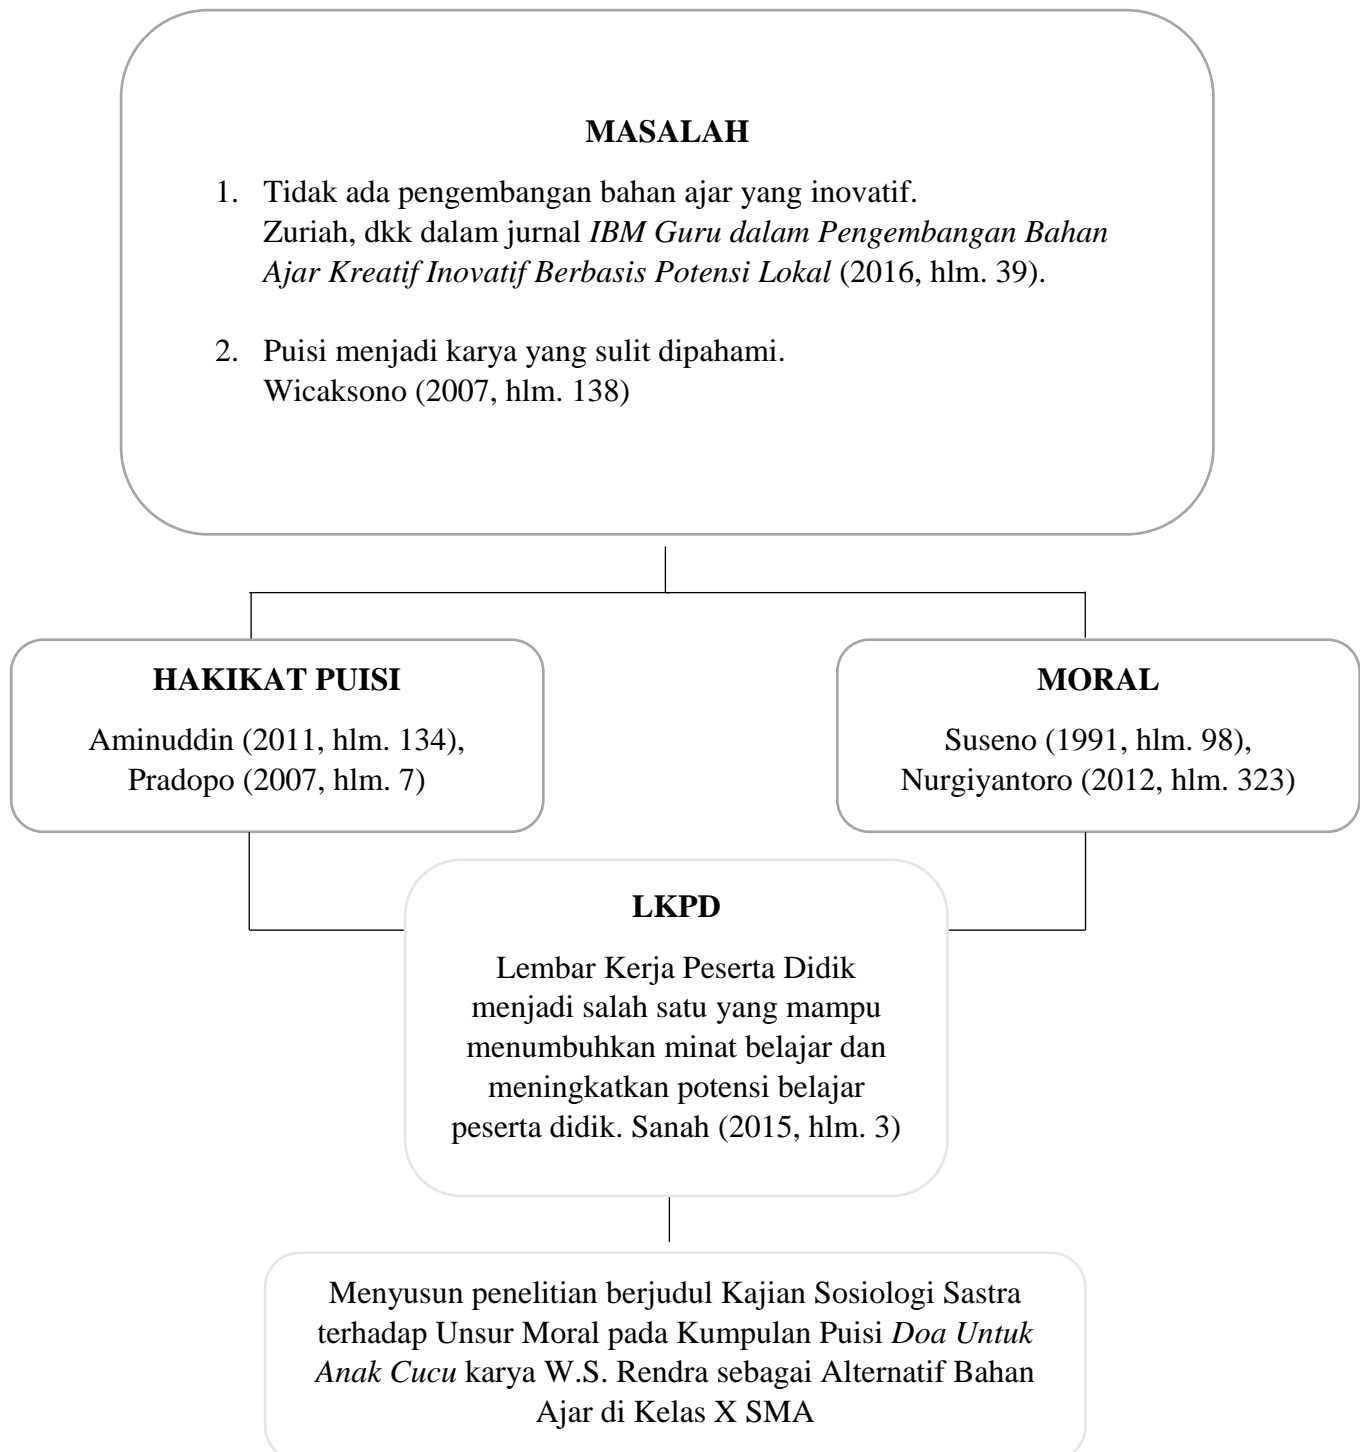 MASALAH
1. Tidak ada pengembangan bahan ajar yang inovatif.
Zuriah, dkk dalam jurnal IBM Guru dalam Pengembangan Bahan
Ajar Kreatif Inovatif Berbasis Potensi Lokal (2016, hlm. 39).
2. Puisi menjadi karya yang sulit dipahami.
Wicaksono (2007, hlm. 138)
HAKIKAT PUISI
Aminuddin (2011, hlm. 134),
Pradopo (2007, hlm. 7)
MORAL
Suseno (1991, hlm. 98),
Nurgiyantoro (2012, hlm. 323)
LKPD
Lembar Kerja Peserta Didik
menjadi salah satu yang mampu
menumbuhkan minat belajar dan
meningkatkan potensi belajar
peserta didik. Sanah (2015, hlm. 3)
Menyusun penelitian berjudul Kajian Sosiologi Sastra
terhadap Unsur Moral pada Kumpulan Puisi Doa Untuk
Anak Cucu karya W.S. Rendra sebagai Alternatif Bahan
Ajar di Kelas X SMA